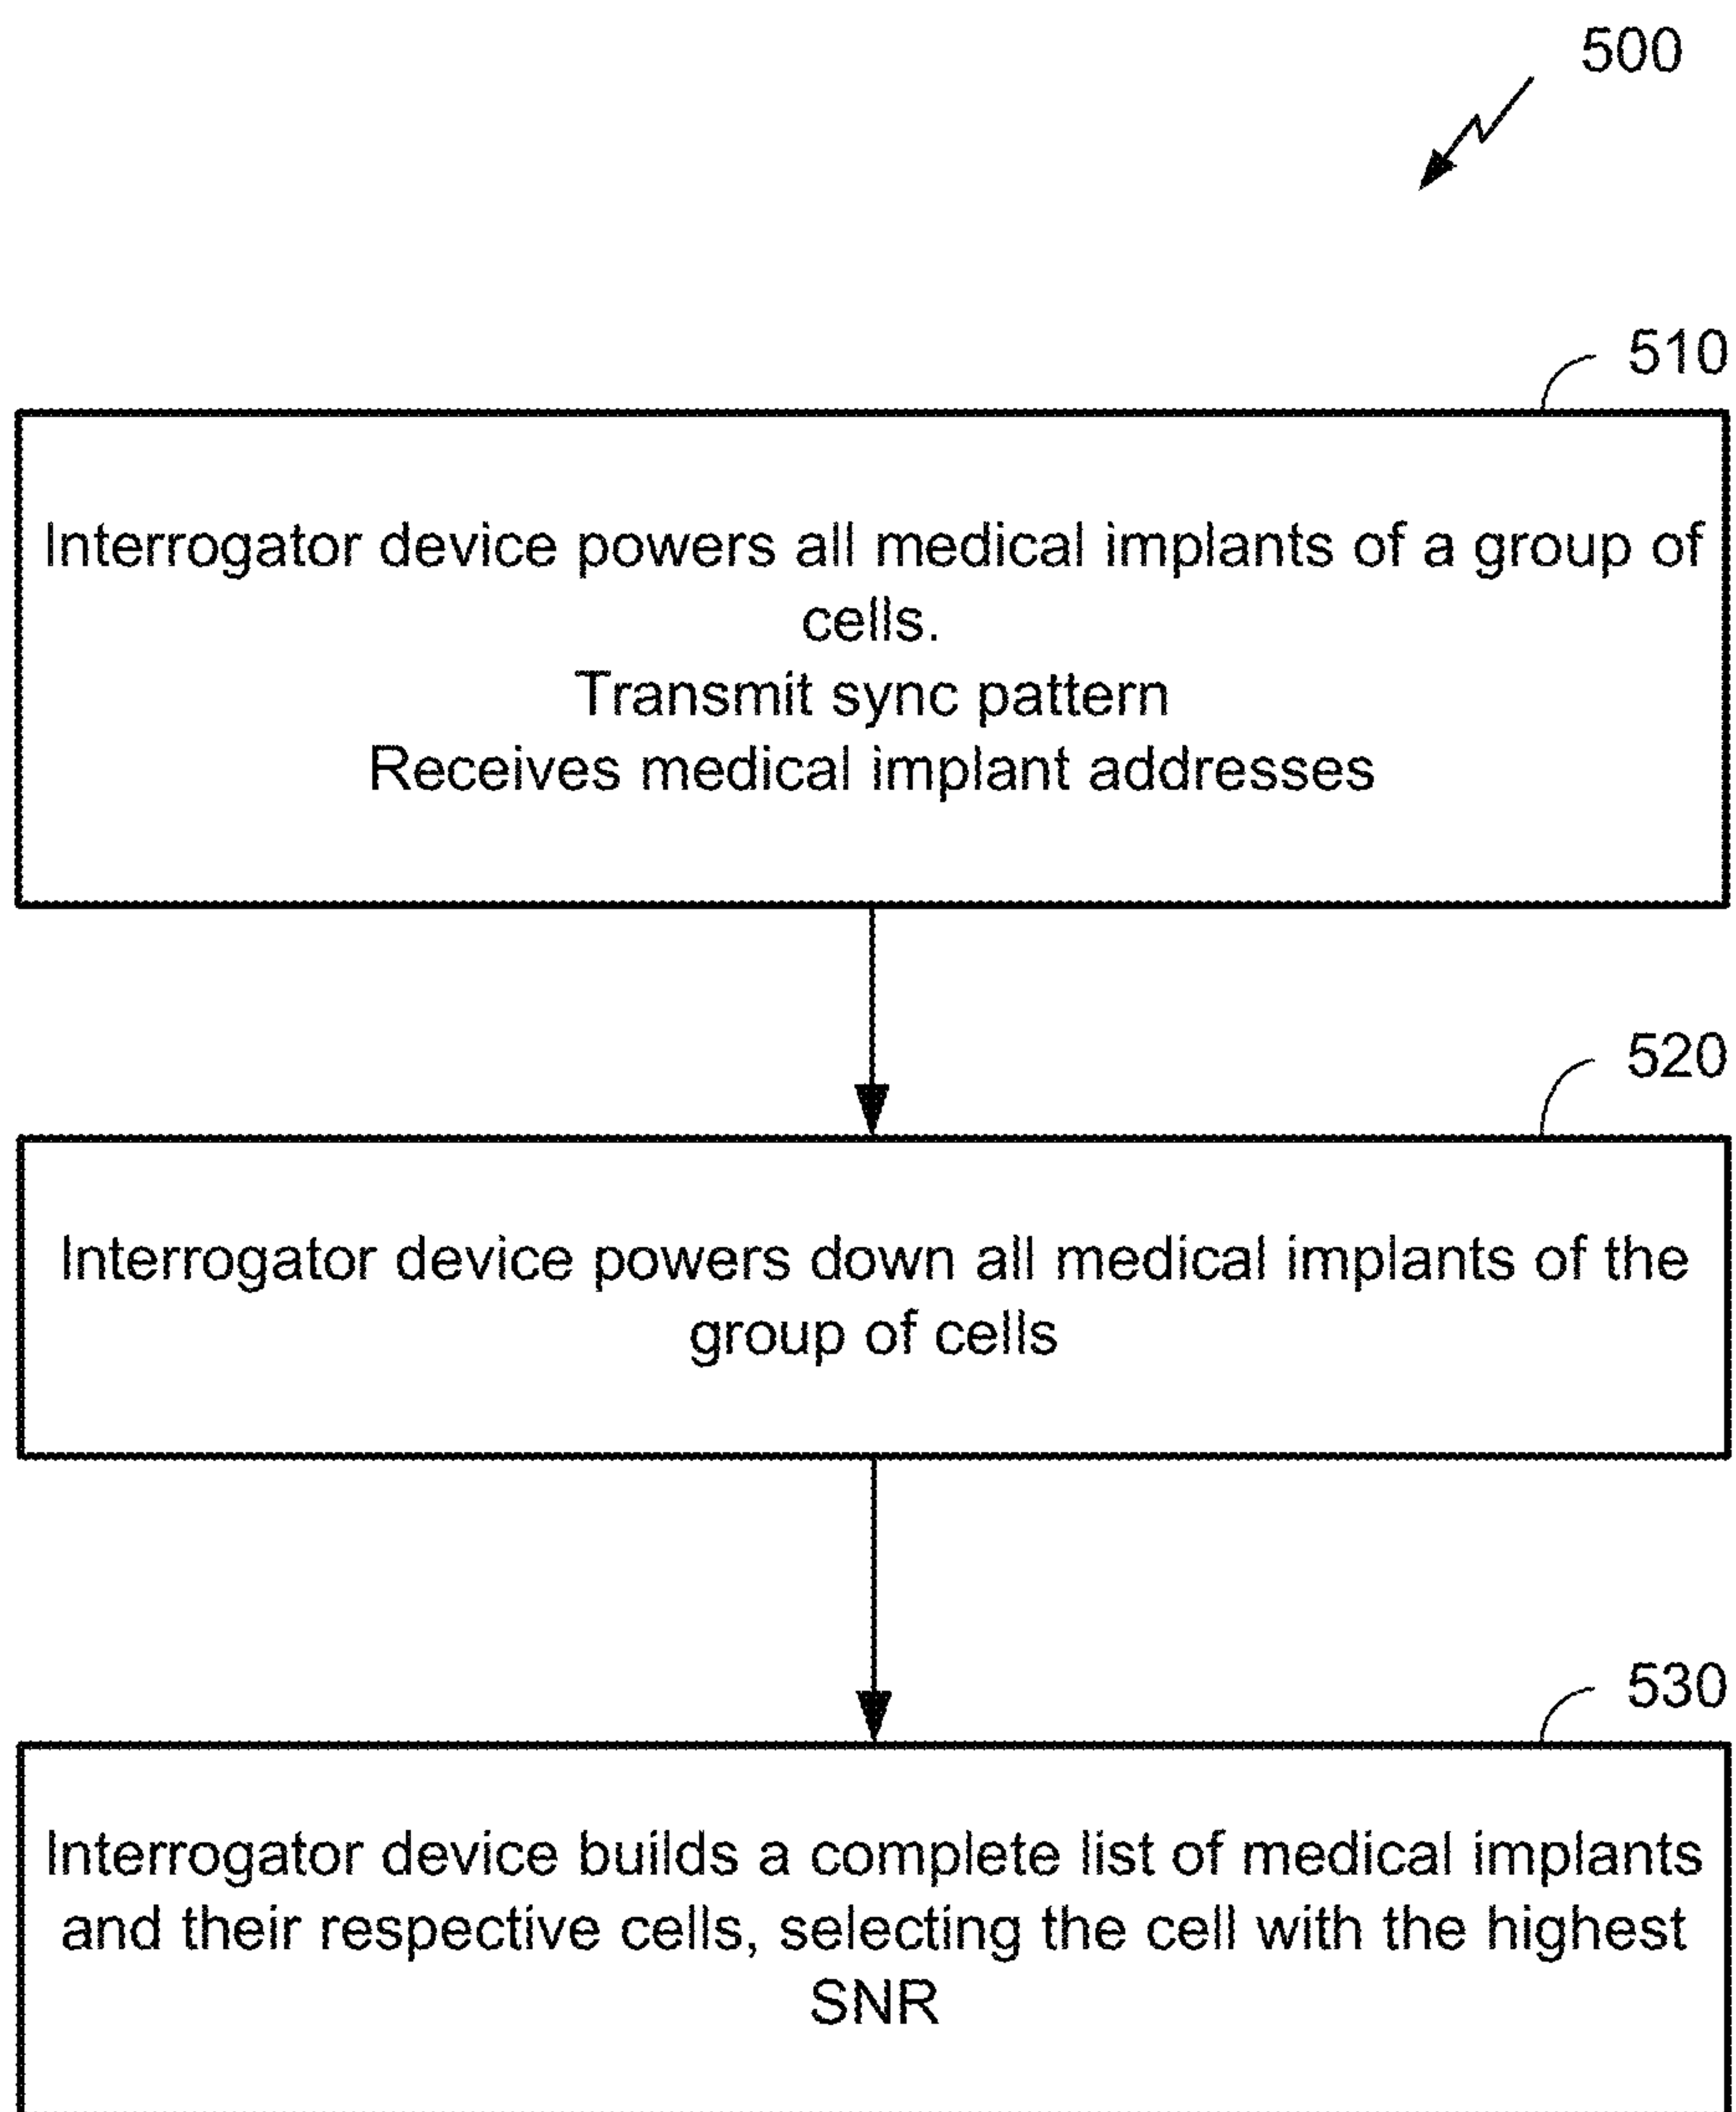 500
510
Interrogator device powers all medical implants of a group of
cells.
Transmit sync pattern
Receives medical implant addresses
520
Interrogator device powers down all medical implants of the
group of cells
530
Interrogator device builds a complete list of medical implants
and their respective cells, selecting the cell with the highest
SNR